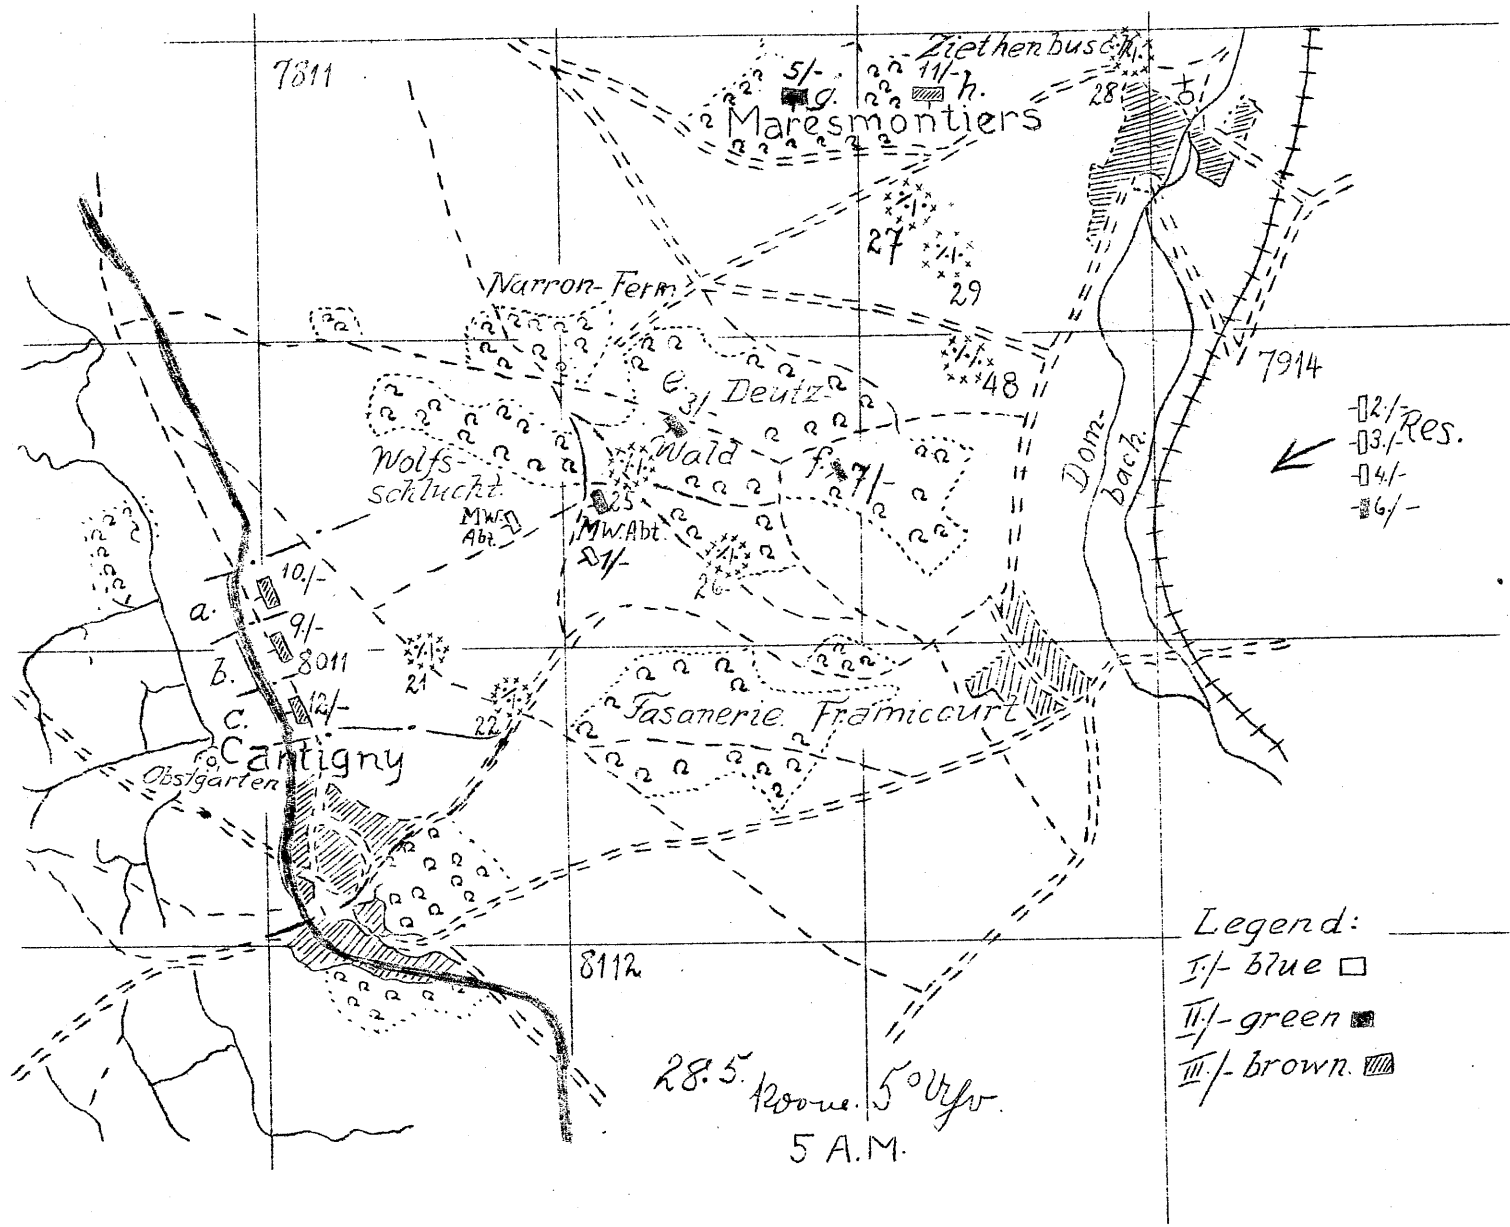 7811
Ziethenbusch
5/-
g.
11/-
h.
28
Maresmontiers
27
29
Narron-Ferm
48
7914
e
3/
Deutz-
Wald
f.
7/-
Dom-
bach.
2./-
3./-
4./-
6/-
Res.
Wolfs-
schlucht.
MW.
Abt.
25
MW.Abt.
1/-
26
10./-
a.
9./-
b.
8011
21
12/-
c.
22
Fasanerie
Framicourt
Cantigny
Obstgärten
8112
Legend:
I./- blue
II./- green
III./- brown.
28.5.
5 A.M.